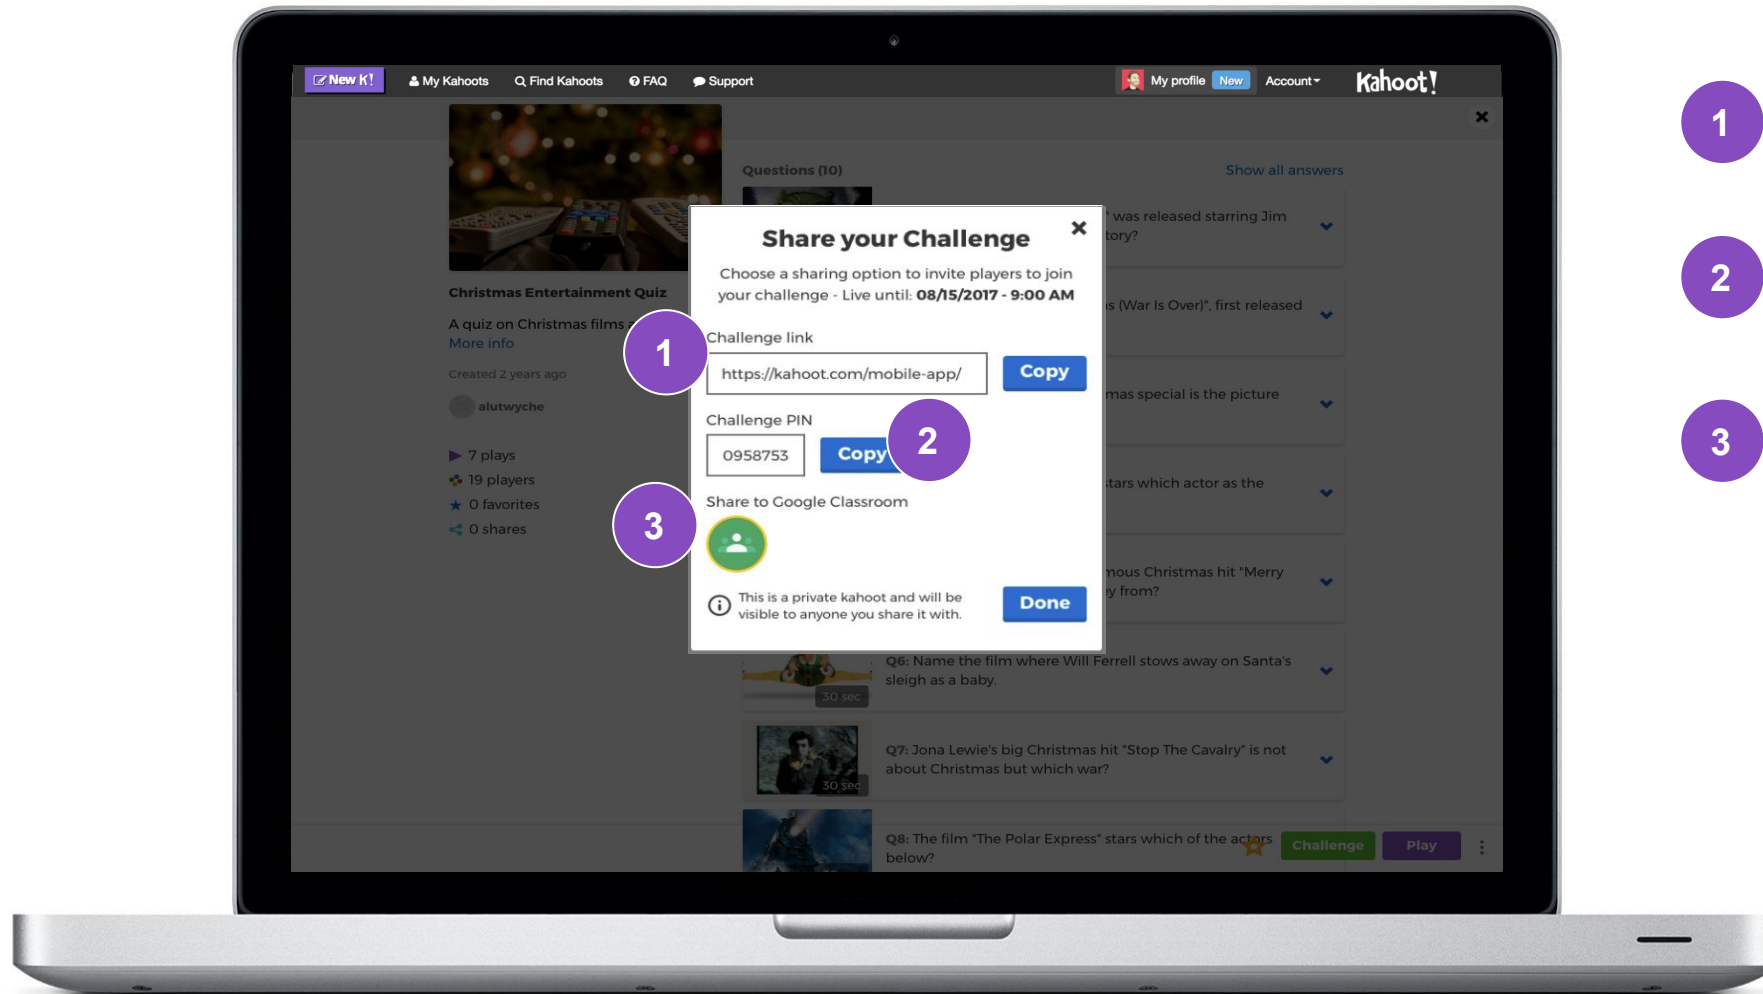 New K!
My Kahoots
Find Kahoots
FAQ
Support
My profile
New
Account
Kahoot!
Questions (10)
Show all answers
" was released starring Jim
tory?
Christmas Entertainment Quiz
A quiz on Christmas films
More info
Created 2 years ago
alutwyche
7 plays
19 players
0 favorites
0 shares
Share your Challenge
Choose a sharing option to invite players to join
your challenge - Live until: 08/15/2017 - 9:00 AM
1
Challenge link
https://kahoot.com/mobile-app/
Copy
Challenge PIN
0958753
Copy
2
Share to Google Classroom
3
This is a private kahoot and will be
visible to anyone you share it with.
Done
s (War Is Over)", first released
mas special is the picture
stars which actor as the
mous Christmas hit "Merry
y from?
Q6: Name the film where Will Ferrell stows away on Santa's
sleigh as a baby.
30 sec
Q7: Jona Lewie's big Christmas hit "Stop The Cavalry" is not
about Christmas but which war?
30 sec
Q8: The film "The Polar Express" stars which of the actors
below?
Challenge
Play
1
2
3